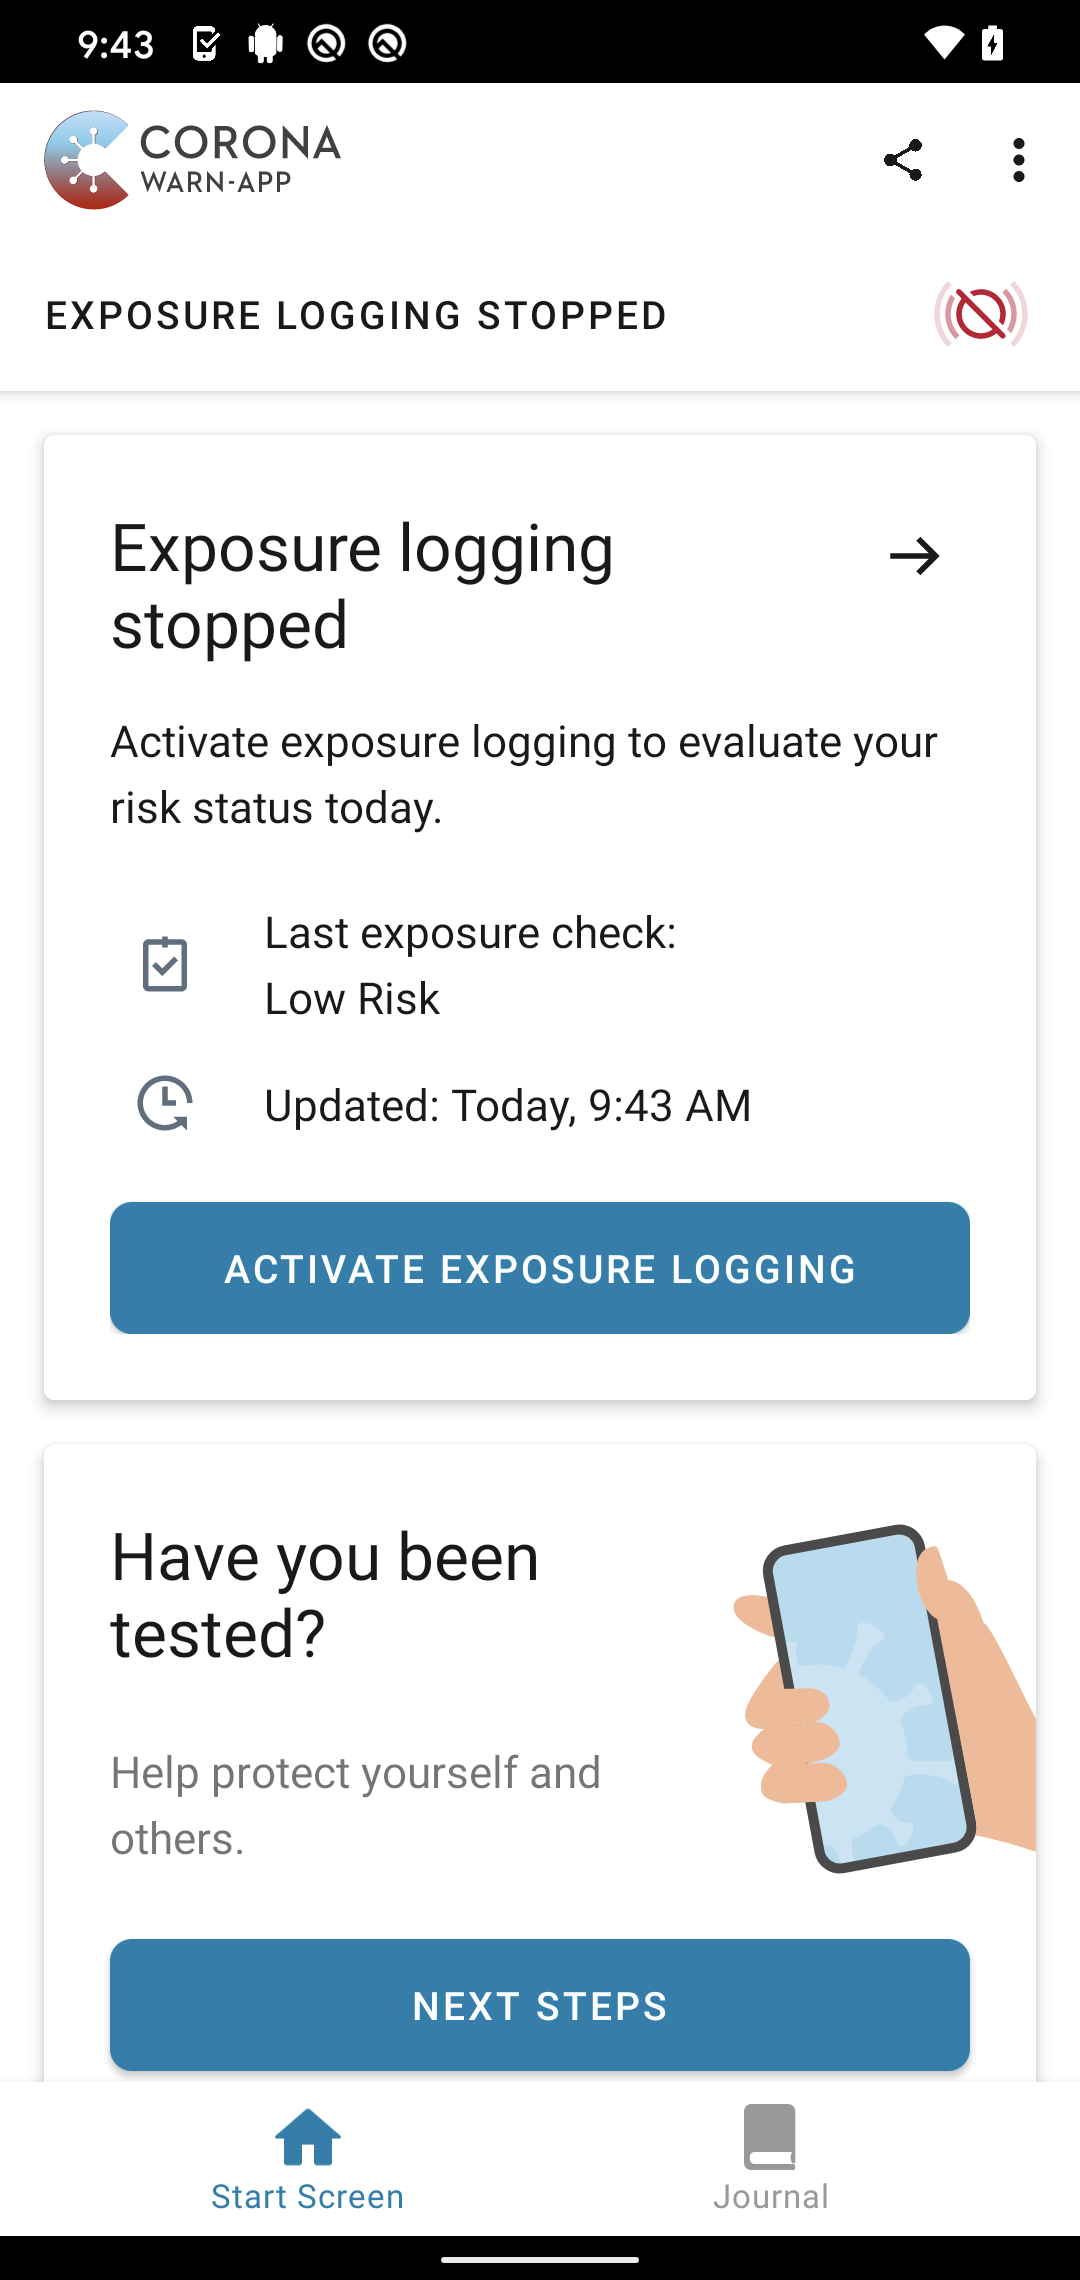 9:43
CORONA
WARN-APP
EXPOSURE LOGGING STOPPED
Exposure logging
stopped
Activate exposure logging to evaluate your
risk status today.
Last exposure check:
Low Risk
Updated: Today, 9:43 AM
ACTIVATE EXPOSURE LOGGING
Have you been
tested?
Help protect yourself and
others.
NEXT STEPS
Start Screen
Journal